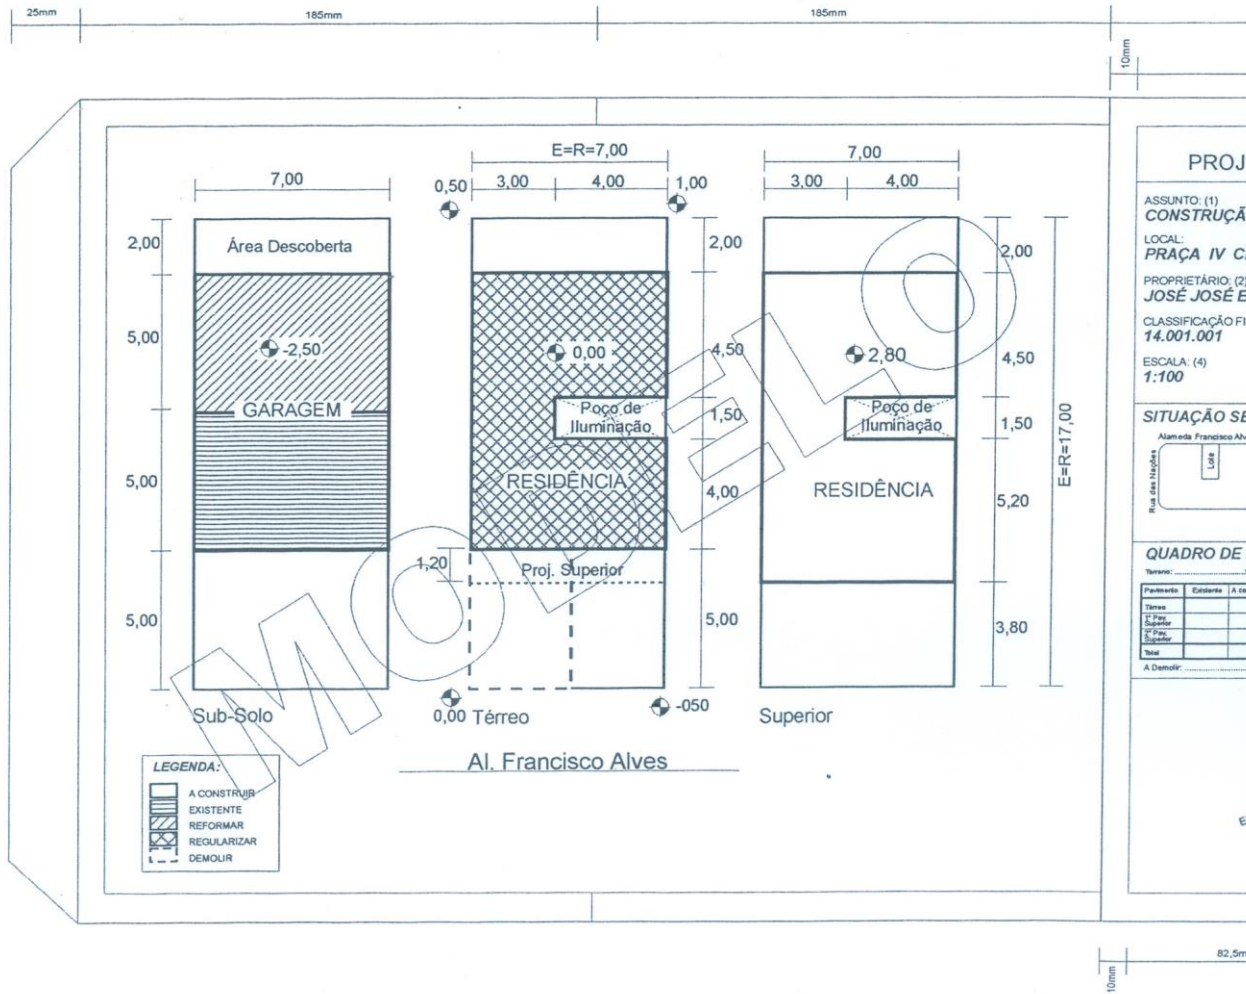 25mm
185mm
185mm
10mm
7,00
2,00
Área Descoberta
5,00
-2,50
GARAGEM
5,00
5,00
Sub-Solo
E=R=7,00
0,50
3,00
4,00
1,00
2,00
0,00
4,50
Poço de
Iluminação
1,50
RESIDÊNCIA
4,00
1,20
Proj. Superior
5,00
0,00
Térreo
-050
7,00
3,00
4,00
2,00
2,80
4,50
Poço de
Iluminação
1,50
E=R=17,00
RESIDÊNCIA
5,20
3,80
Superior
MODELO
Al. Francisco Alves
LEGENDA:
A CONSTRUIR
EXISTENTE
REFORMAR
REGULARIZAR
DEMOLIR
PROJ
ASSUNTO: (1)
CONSTRUÇÃ
LOCAL:
PRAÇA IV C
PROPRIETÁRIO: (2)
JOSÉ JOSÉ E
CLASSIFICAÇÃO FI
14.001.001
ESCALA: (4)
1:100
SITUAÇÃO SE
Alameda Francisco Alv
Rua das Nações
Lote
QUADRO DE
Terreno:
Pavimento Existente A co
Térreo
1º Pav.
Superior
2º Pav.
Superior
Total
A Demolir:
E
10mm
82,5m